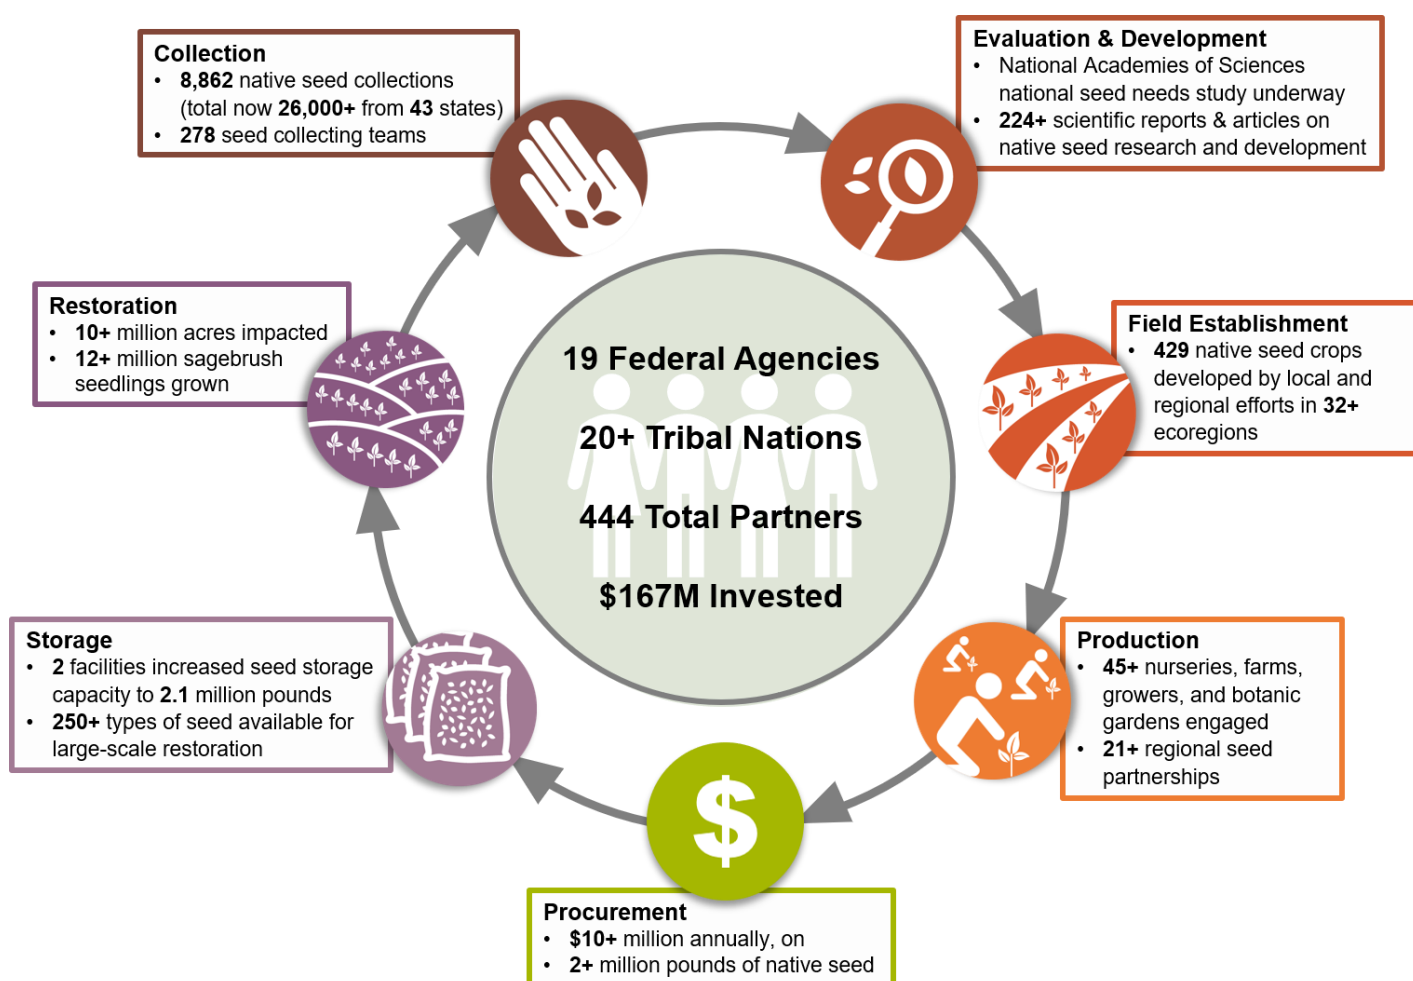 Collection
• 8,862 native seed collections
(total now 26,000+ from 43 states)
• 278 seed collecting teams
Evaluation & Development
• National Academies of Sciences
national seed needs study underway
• 224+ scientific reports & articles on
native seed research and development
Field Establishment
• 429 native seed crops
developed by local and
regional efforts in 32+
ecoregions
Production
• 45+ nurseries, farms,
growers, and botanic
gardens engaged
• 21+ regional seed
partnerships
$
Procurement
• $10+ million annually, on
• 2+ million pounds of native seed
Storage
• 2 facilities increased seed storage
capacity to 2.1 million pounds
• 250+ types of seed available for
large-scale restoration
Restoration
• 10+ million acres impacted
• 12+ million sagebrush
seedlings grown
19 Federal Agencies
20+ Tribal Nations
444 Total Partners
$167M Invested